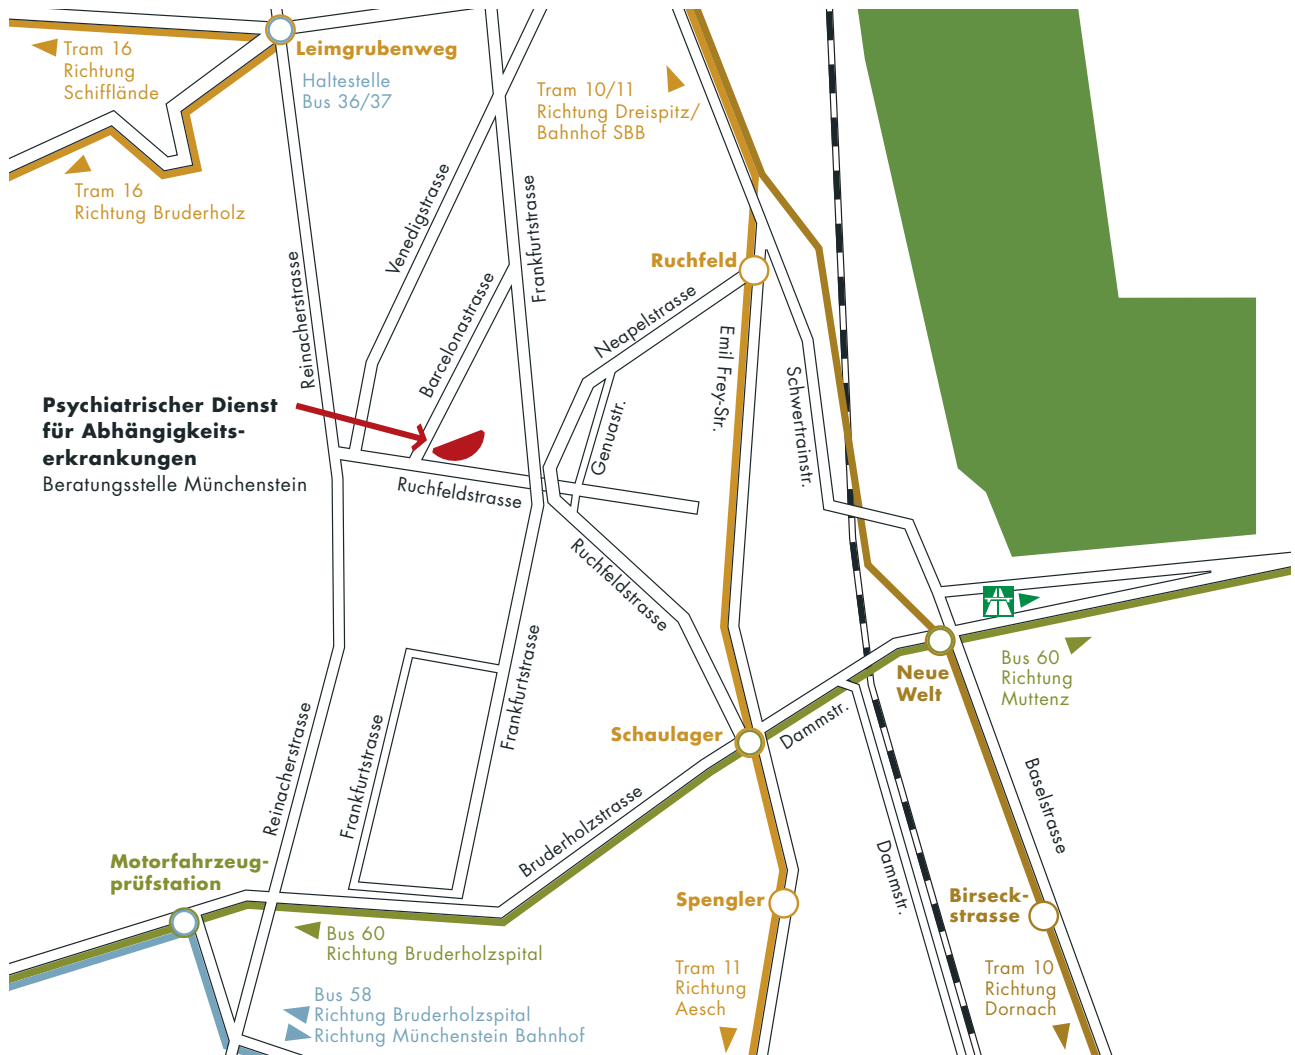 Leimgrubenweg
Haltestelle
Bus 36/37
Tram 16
Richtung
Schifflände
Tram 16
Richtung Bruderholz
Tram 10/11
Richtung Dreispitz/
Bahnhof SBB
Venedigstrasse
Frankfurtstrasse
Reinacherstrasse
Barcelonastrasse
Ruchfeld
Neapelstrasse
Emil Frey-Str.
Schwertrainstr.
Genuastr.
Psychiatrischer Dienst
für Abhängigkeits-
erkrankungen
Beratungsstelle Münchenstein
Ruchfeldstrasse
Ruchfeldstrasse
Frankfurtstrasse
Frankfurtstrasse
Reinacherstrasse
Neue
Welt
Bus 60
Richtung
Muttenz
Schaulager
Dammstr.
Bruderholzstrasse
Baselstrasse
Dammstr.
Motorfahrzeug-
prüfstation
Spengler
Birseck-
strasse
Bus 60
Richtung Bruderholzspital
Bus 58
Richtung Bruderholzspital
Richtung Münchenstein Bahnhof
Tram 11
Richtung
Aesch
Tram 10
Richtung
Dornach